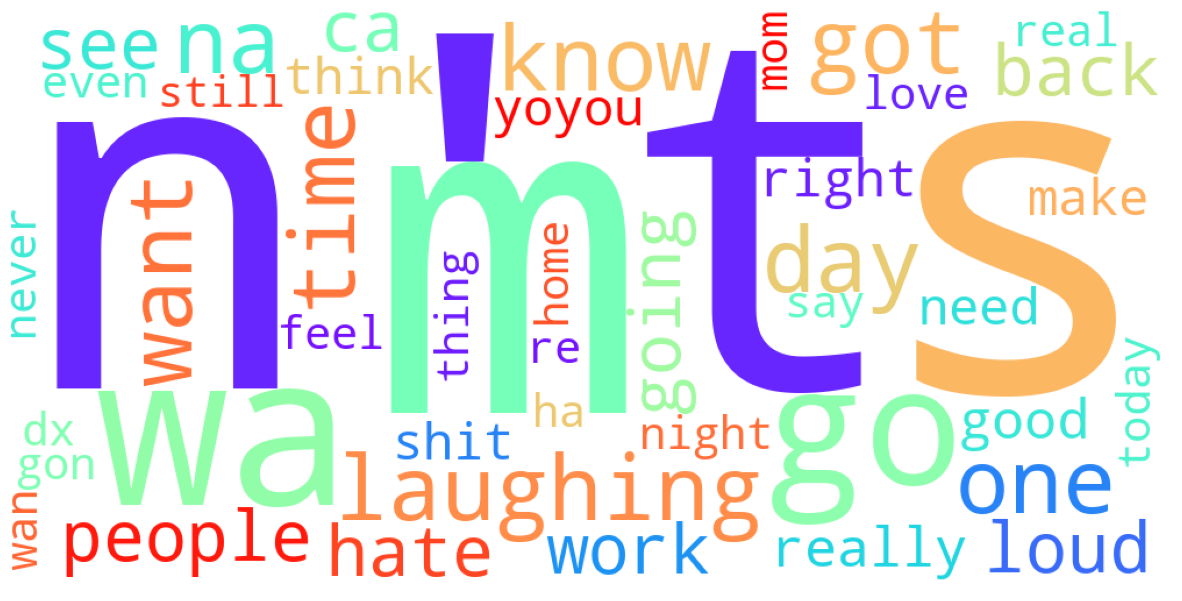 see
na
ca
know
mom
got
real
back
even
still
think
yoyou
love
n
want
time
'm
t
right
s
make
never
feel
thing
home
re
going
day
say
need
today
dx
gon
wa
ha
shit
night
go
good
wan
people
laughing
hate
work
one
really
loud